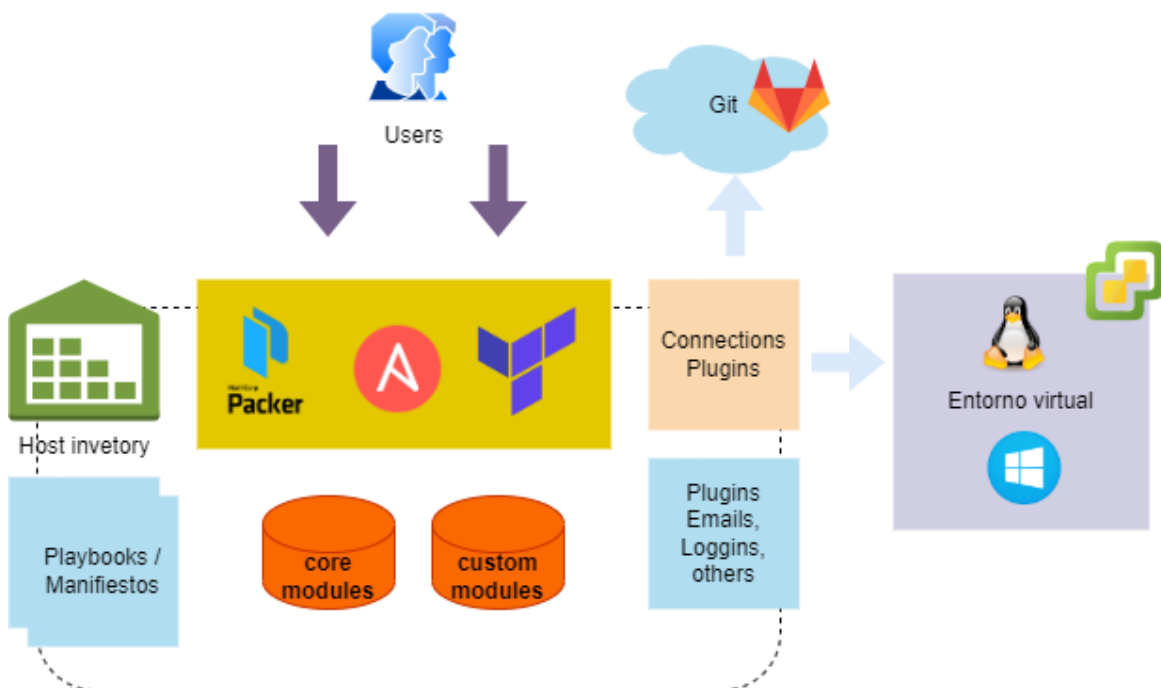 Users
Git
HashiCorp
Packer
Connections
Plugins
Entorno virtual
Host invetory
Playbooks /
Manifiestos
core
modules
custom
modules
Plugins
Emails,
Loggins,
others